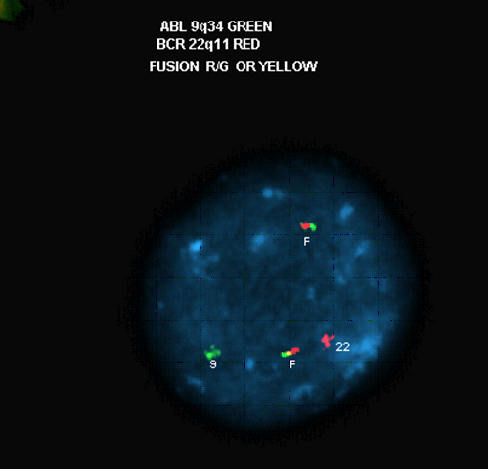 ABL 9q34 GREEN
BCR 22q11 RED
FUSION R/G OR YELLOW
F
22
9
F